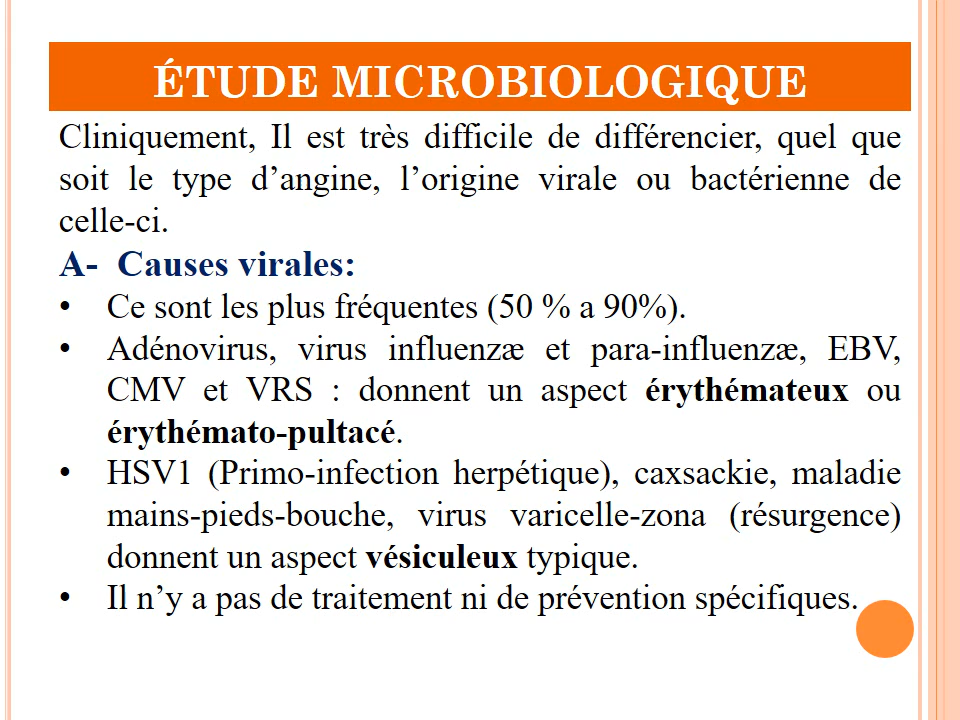 ÉTUDE MICROBIOLOGIQUE
Cliniquement, Il est très difficile de différencier, quel que
soit le type d’angine, l’origine virale ou bactérienne de
celle-ci.
A- Causes virales:
• Ce sont les plus fréquentes (50 % a 90%).
• Adénovirus, virus influenzæ et para-influenzæ, EBV,
CMV et VRS : donnent un aspect érythémateux ou
érythémato-pultacé.
• HSV1 (Primo-infection herpétique), caxsackie, maladie
mains-pieds-bouche, virus varicelle-zona (résurgence)
donnent un aspect vésiculeux typique.
• Il n’y a pas de traitement ni de prévention spécifiques.